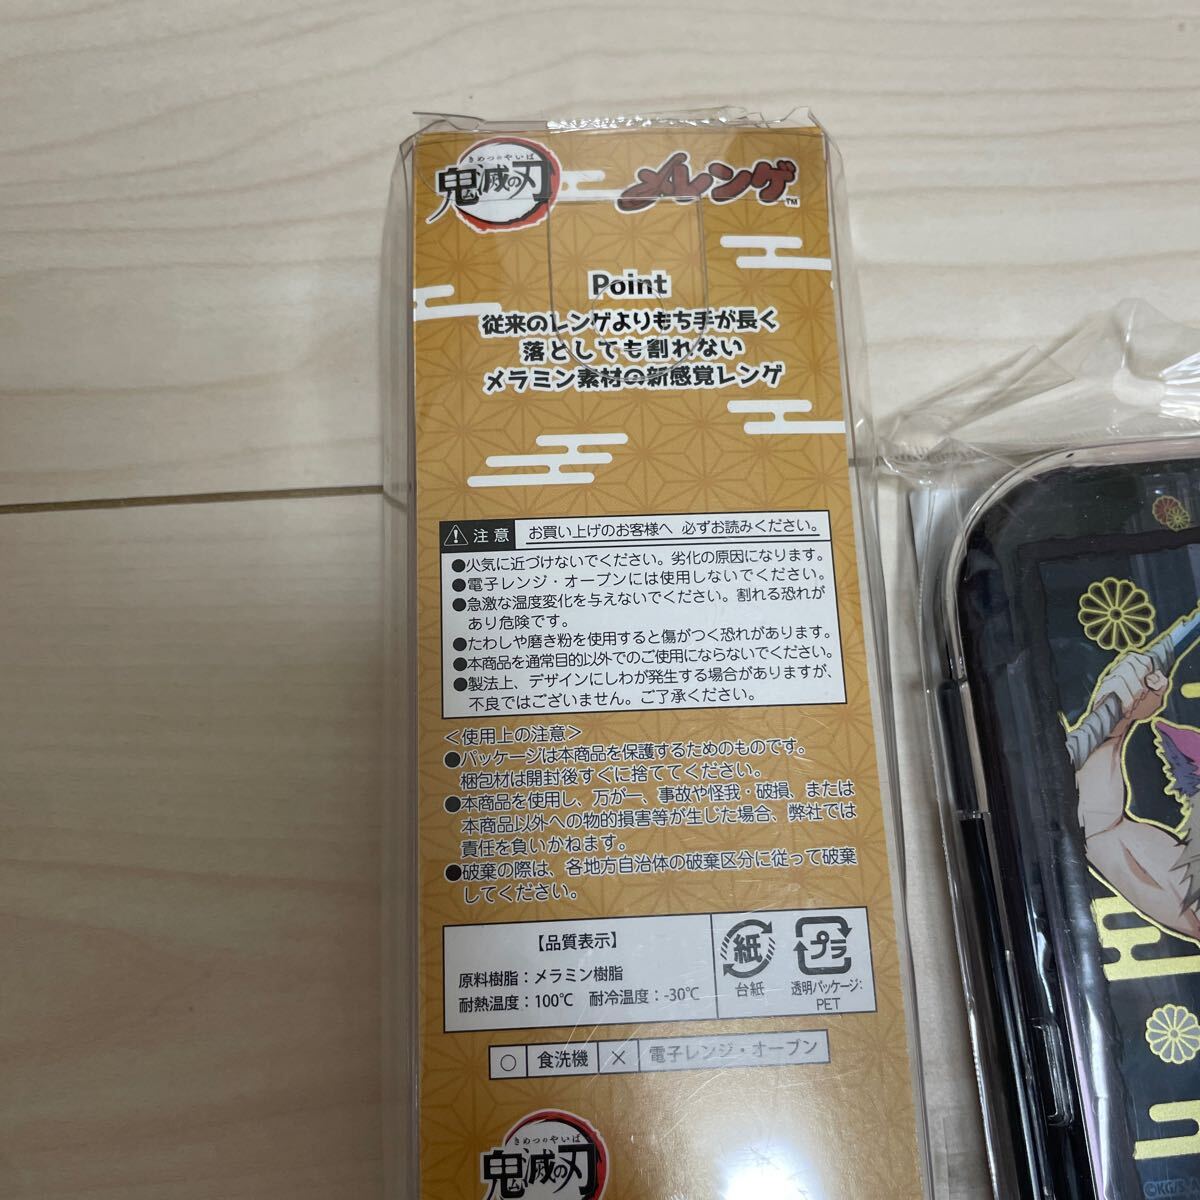 きめつのやいば
鬼滅の刃
メレンゲ™
Point
従来のレンゲよりもち手が長く
落としても割れない
メラミン素材の新感覚レンゲ
注意 お買い上げのお客様へ 必ずお読みください。
●火気に近づけないでください。劣化の原因になります。
●電子レンジ・オーブンには使用しないでください。
●急激な温度変化を与えないでください。割れる恐れが
あり危険です。
●たわしや磨き粉を使用すると傷がつく恐れがあります。
●本商品を通常目的以外でのご使用にならないでください。
●製法上、デザインにしわが発生する場合がありますが、
不良ではございません。ご了承ください。
＜使用上の注意＞
●パッケージは本商品を保護するためのものです。
梱包材は開封後すぐに捨ててください。
●本商品を使用し、万が一、事故や怪我・破損、または
本商品以外への物的損害等が生じた場合、弊社では
責任を負いかねます。
●破棄の際は、各地方自治体の破棄区分に従って破棄
してください。
【品質表示】
原料樹脂：メラミン樹脂
耐熱温度：100℃ 耐冷温度：-30℃
紙
台紙
プラ
透明パッケージ:
PET
○ 食洗機 × 電子レンジ・オーブン
きめつのやいば
鬼滅の刃